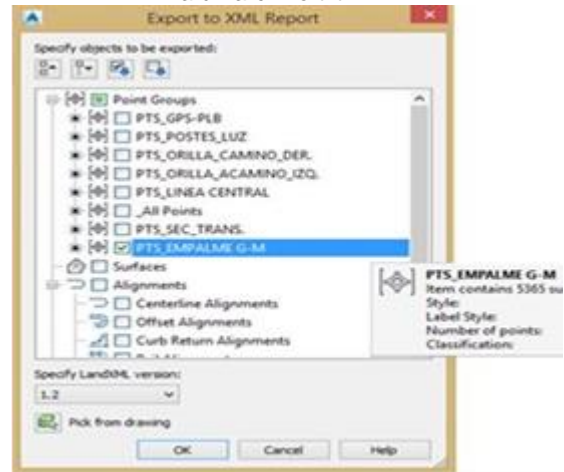 Export to XML Report
Specify objects to be exported:
Point Groups
PTS_GPS-PLB
PTS_POSTES_LUZ
PTS_ORILLA_CAMINO_DER.
PTS_ORILLA_ACAMINO_IZQ.
PTS_LINEA CENTRAL
_All Points
PTS_SEC_TRANS.
PTS_EMPALME G-M
Surfaces
Alignments
Centerline Alignments
Offset Alignments
Curb Return Alignments
PTS_EMPALME G-M
Item contains 5365 su
Style:
Label Style:
Number of points:
Classification:
Specify LandXML version:
1.2
Pick from drawing
OK
Cancel
Help